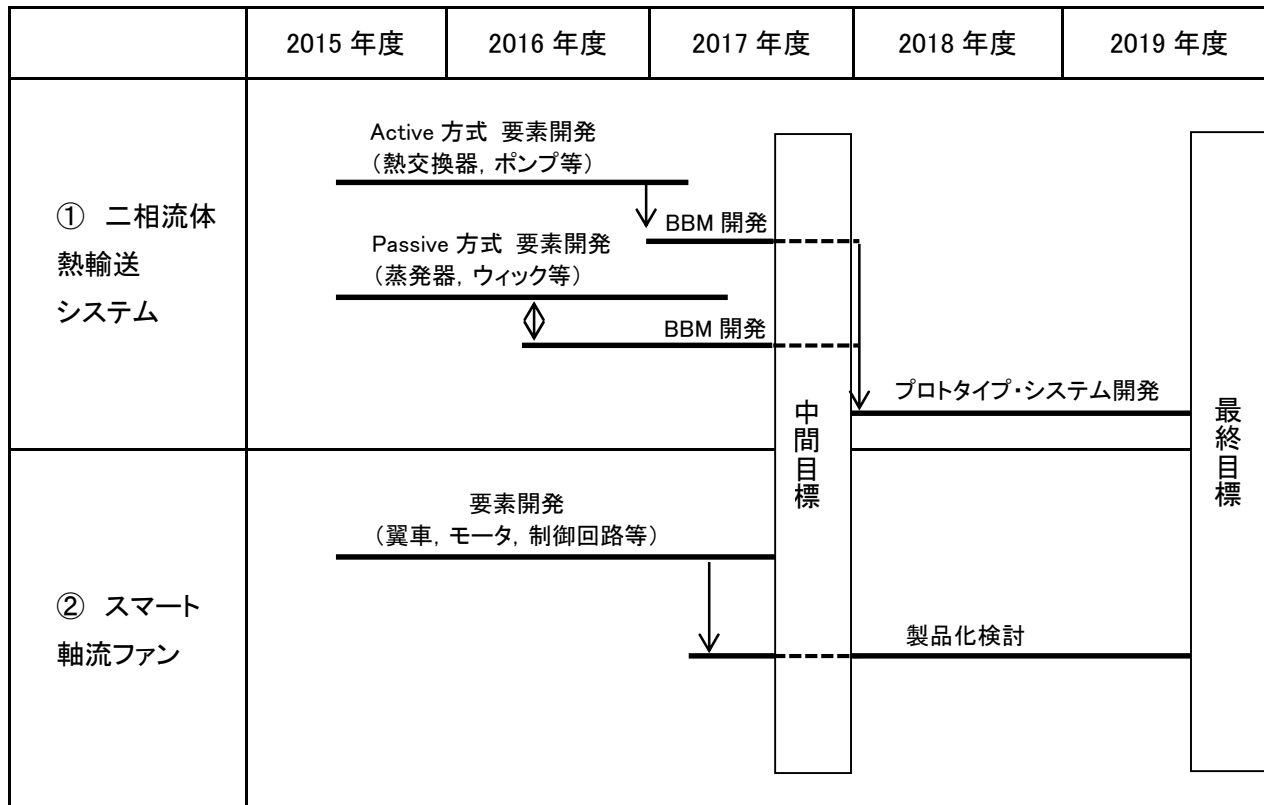 2015 年度
2016 年度
2017 年度
2018 年度
2019 年度
① 二相流体
熱輸送
システム
Active 方式 要素開発
(熱交換器, ポンプ等)
BBM 開発
Passive 方式 要素開発
(蒸発器, ウィック等)
BBM 開発
プロトタイプ・システム開発
中間目標
最終目標
② スマート
軸流ファン
要素開発
(翼車, モータ, 制御回路等)
製品化検討